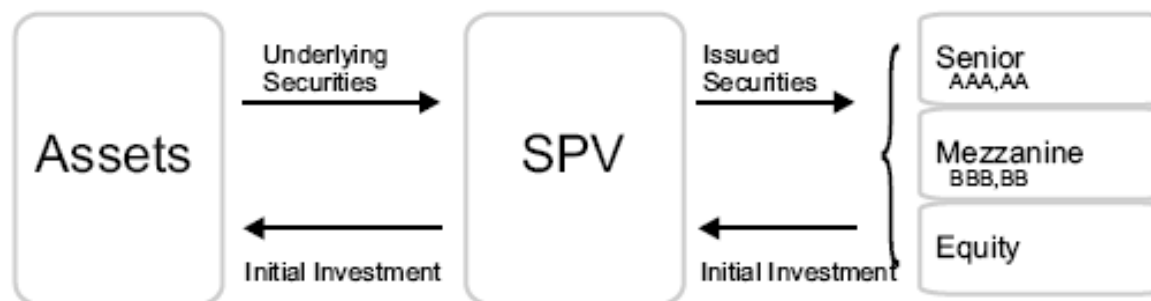 Assets
Underlying
Securities
Initial Investment
SPV
Issued
Securities
Initial Investment
Senior
AAA,AA
Mezzanine
BBB,BB
Equity